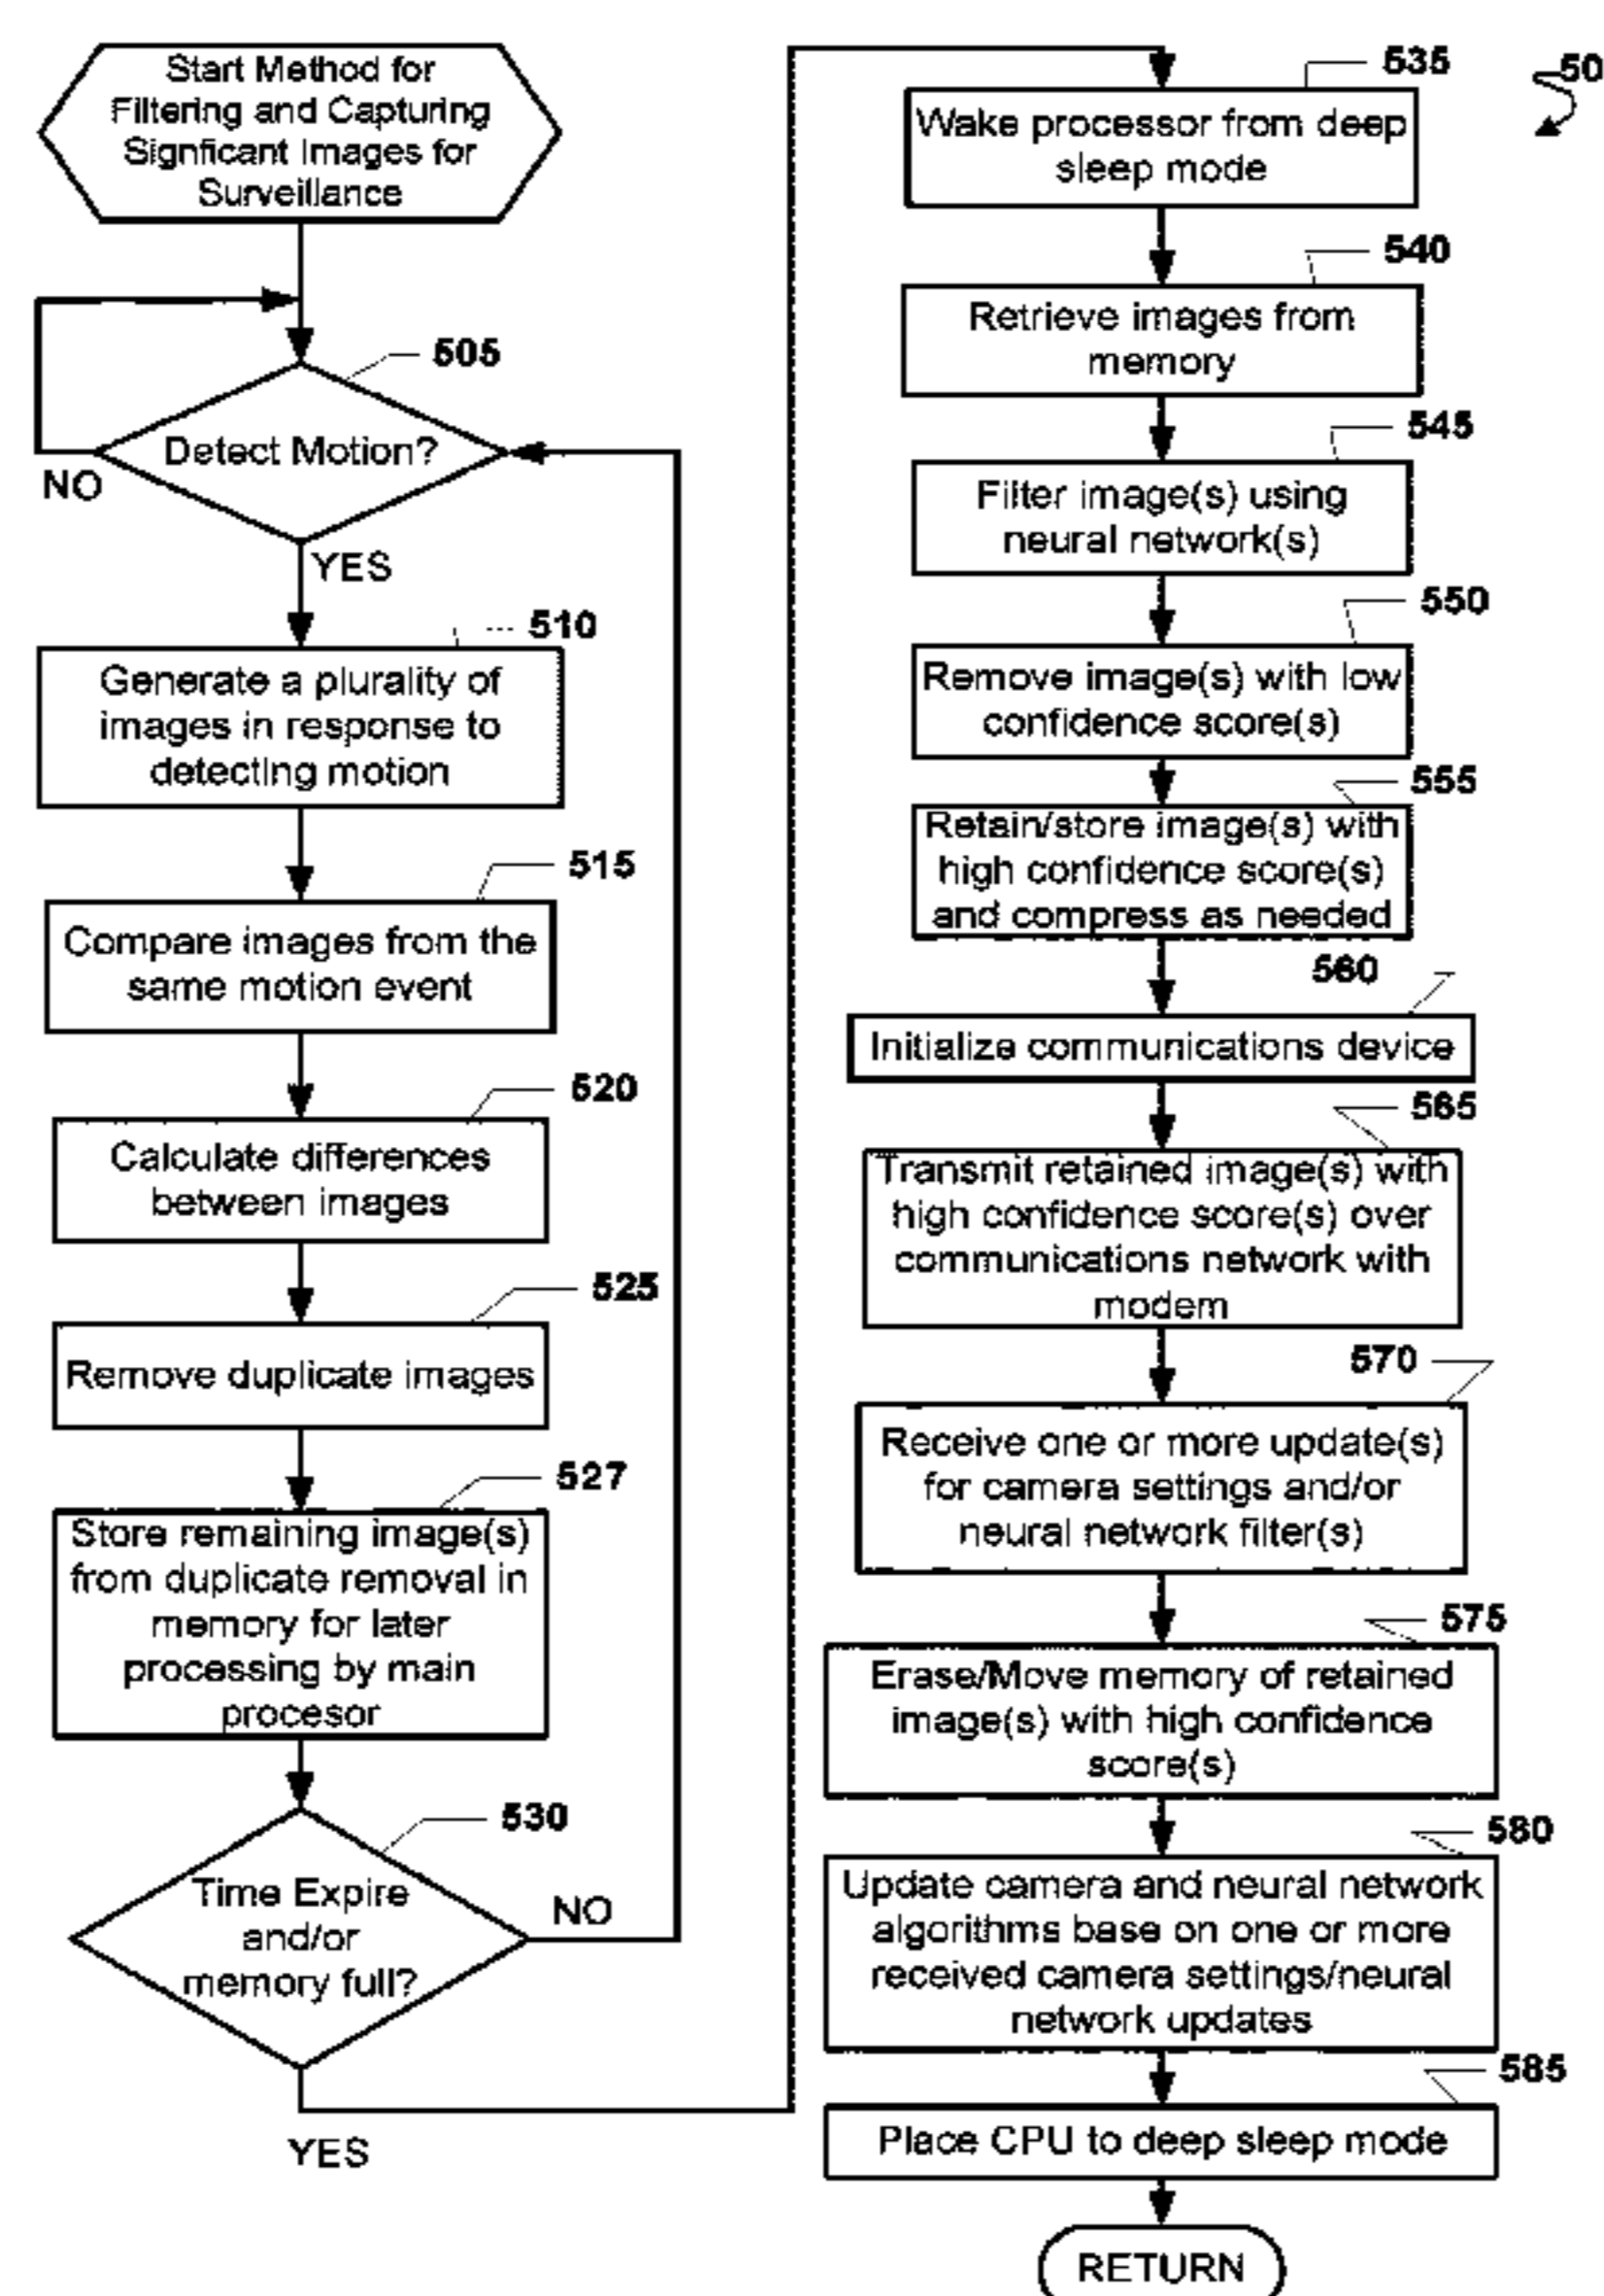 Start Method for
Filtering and Capturing
Signficant Images for
Surveillance
505
Detect Motion?
NO
YES
510
Generate a plurality of
images in response to
detecting motion
515
Compare images from the
same motion event
520
Calculate differences
between images
525
Remove duplicate images
527
Store remaining image(s)
from duplicate removal in
memory for later
processing by main
procesor
530
Time Expire
and/or
memory full?
NO
YES
50
535
Wake processor from deep
sleep mode
540
Retrieve images from
memory
545
Filter image(s) using
neural network(s)
550
Remove image(s) with low
confidence score(s)
555
Retain/store image(s) with
high confidence score(s)
and compress as needed
560
Initialize communications device
565
Transmit retained image(s) with
high confidence score(s) over
communications network with
modem
570
Receive one or more update(s)
for camera settings and/or
neural network filter(s)
575
Erase/Move memory of retained
image(s) with high confidence
score(s)
580
Update camera and neural network
algorithms base on one or more
received camera settings/neural
network updates
585
Place CPU to deep sleep mode
RETURN